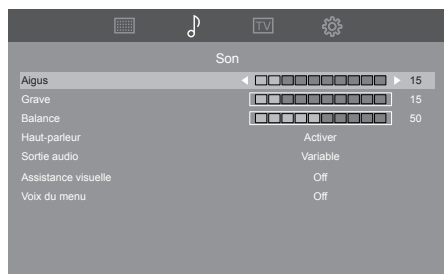 TV
Son
Aigus 15
Grave 15
Balance 50
Haut-parleur Activer
Sortie audio Variable
Assistance visuelle Off
Voix du menu Off